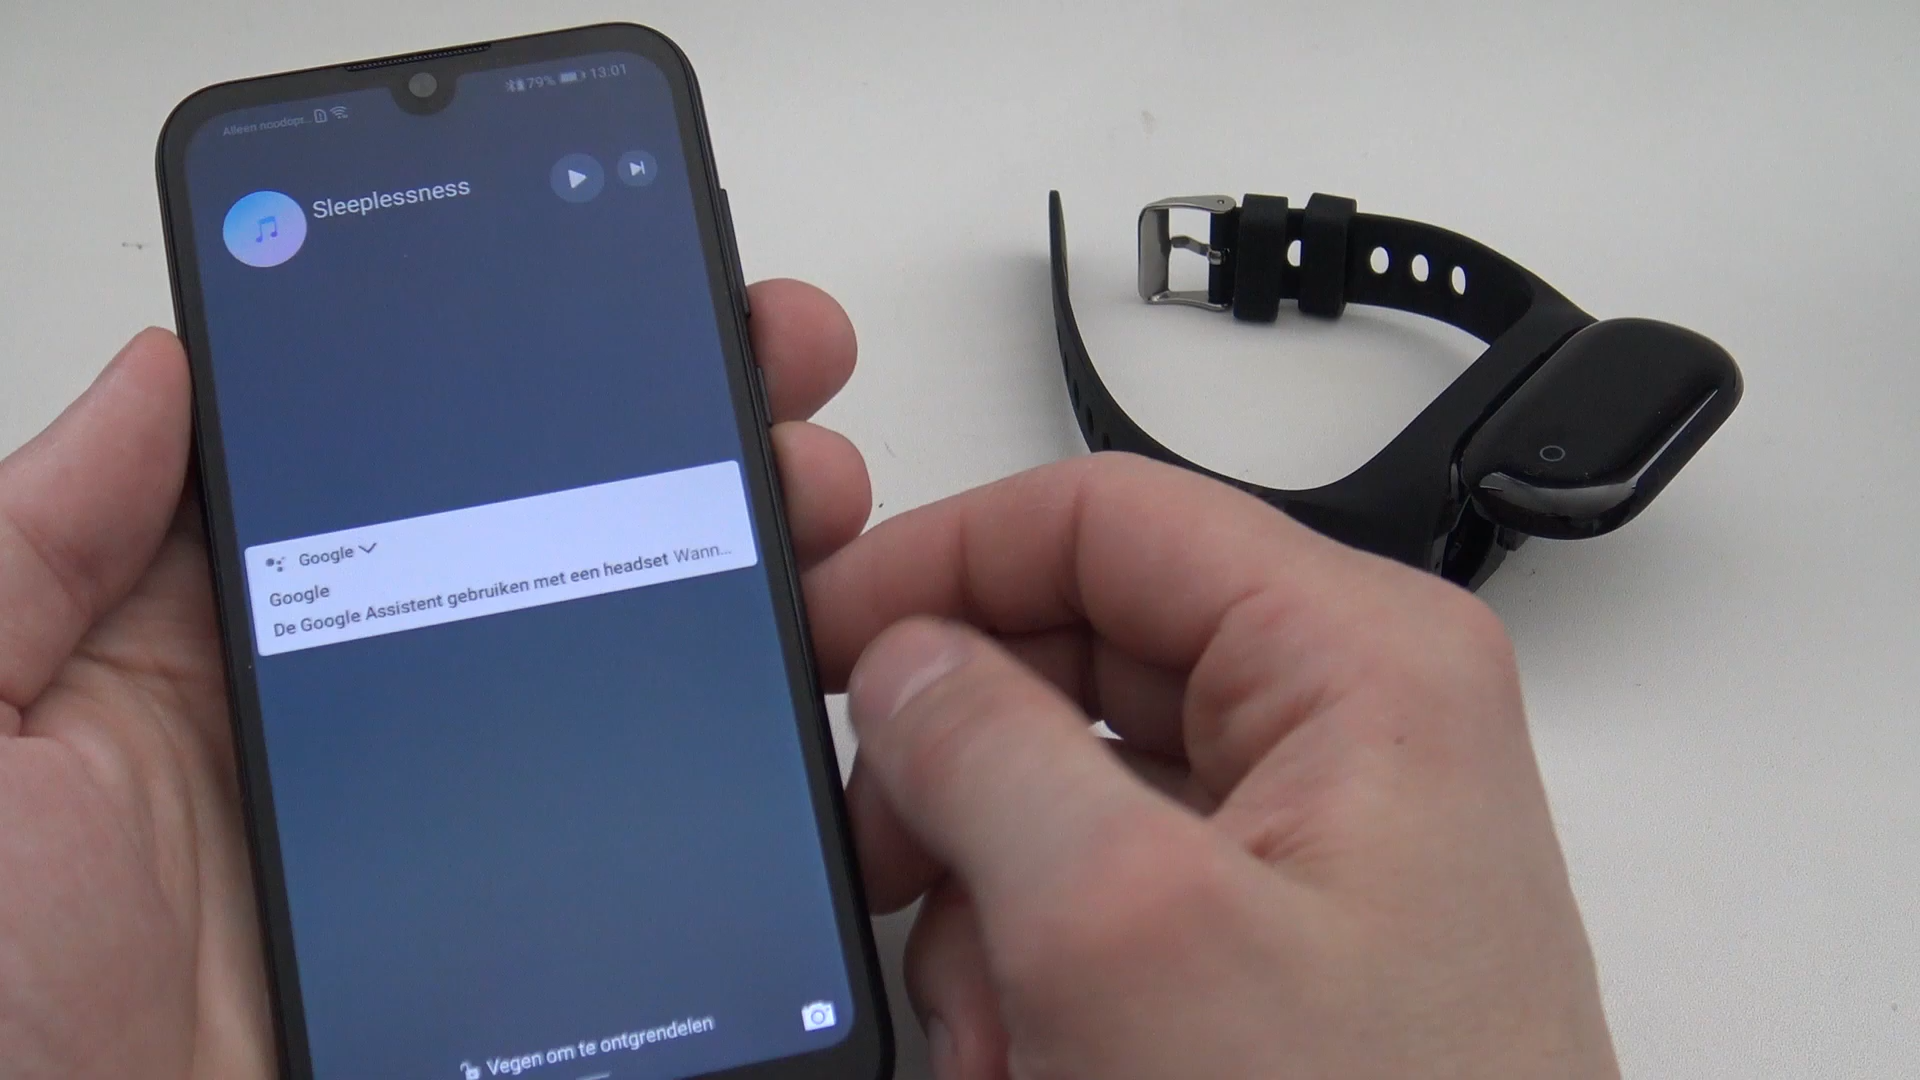 Alleen noodopr...
79% 13:01
Sleeplessness
Google
Google
De Google Assistent gebruiken met een headset Wann...
Vegen om te ontgrendelen